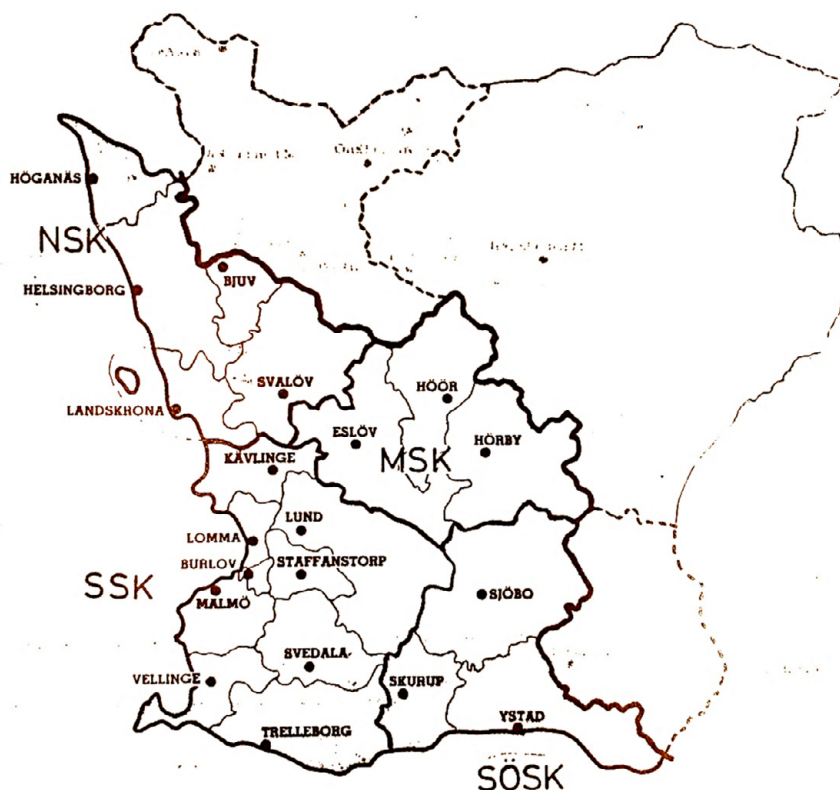 HÖGANÄS
NSK
BJUV
HELSINGBORG
SVALÖV
HÖÖR
LANDSKRONA
ESLÖV
HÖRBY
KÄVLINGE
MSK
LUND
LOMMA
BURLÖV
STAFFANSTORP
SSK
MALMÖ
SJÖBO
SVEDALA
VELLINGE
SKURUP
TRELLEBORG
YSTAD
SÖSK